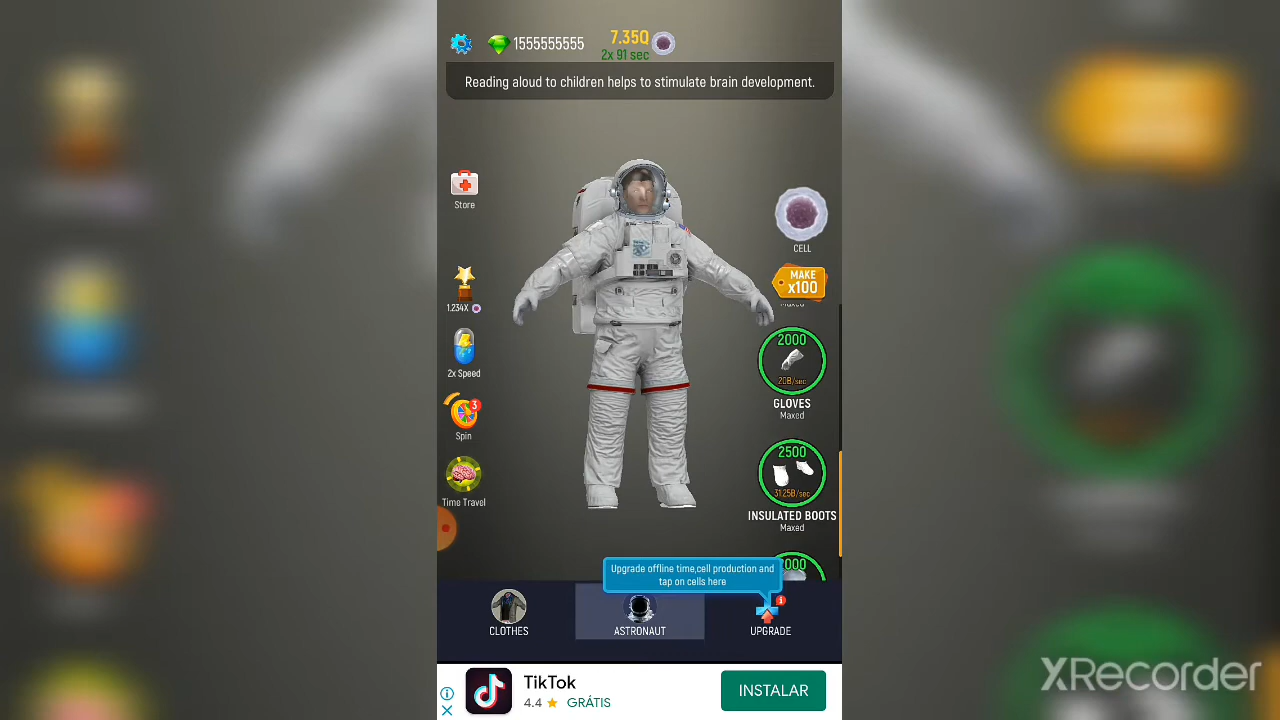 1555555555
7.35Q
2x 91 sec
Reading aloud to children helps to stimulate brain development.
Store
CELL
MAKE
x100
Maxed
1.234X
2x Speed
3
Spin
Time Travel
2000
20B/sec
GLOVES
Maxed
2500
31.25B/sec
INSULATED BOOTS
Maxed
Upgrade offline time,cell production and
tap on cells here
CLOTHES
ASTRONAUT
UPGRADE
TikTok
4.4 ★ GRÁTIS
INSTALAR
XRecorder